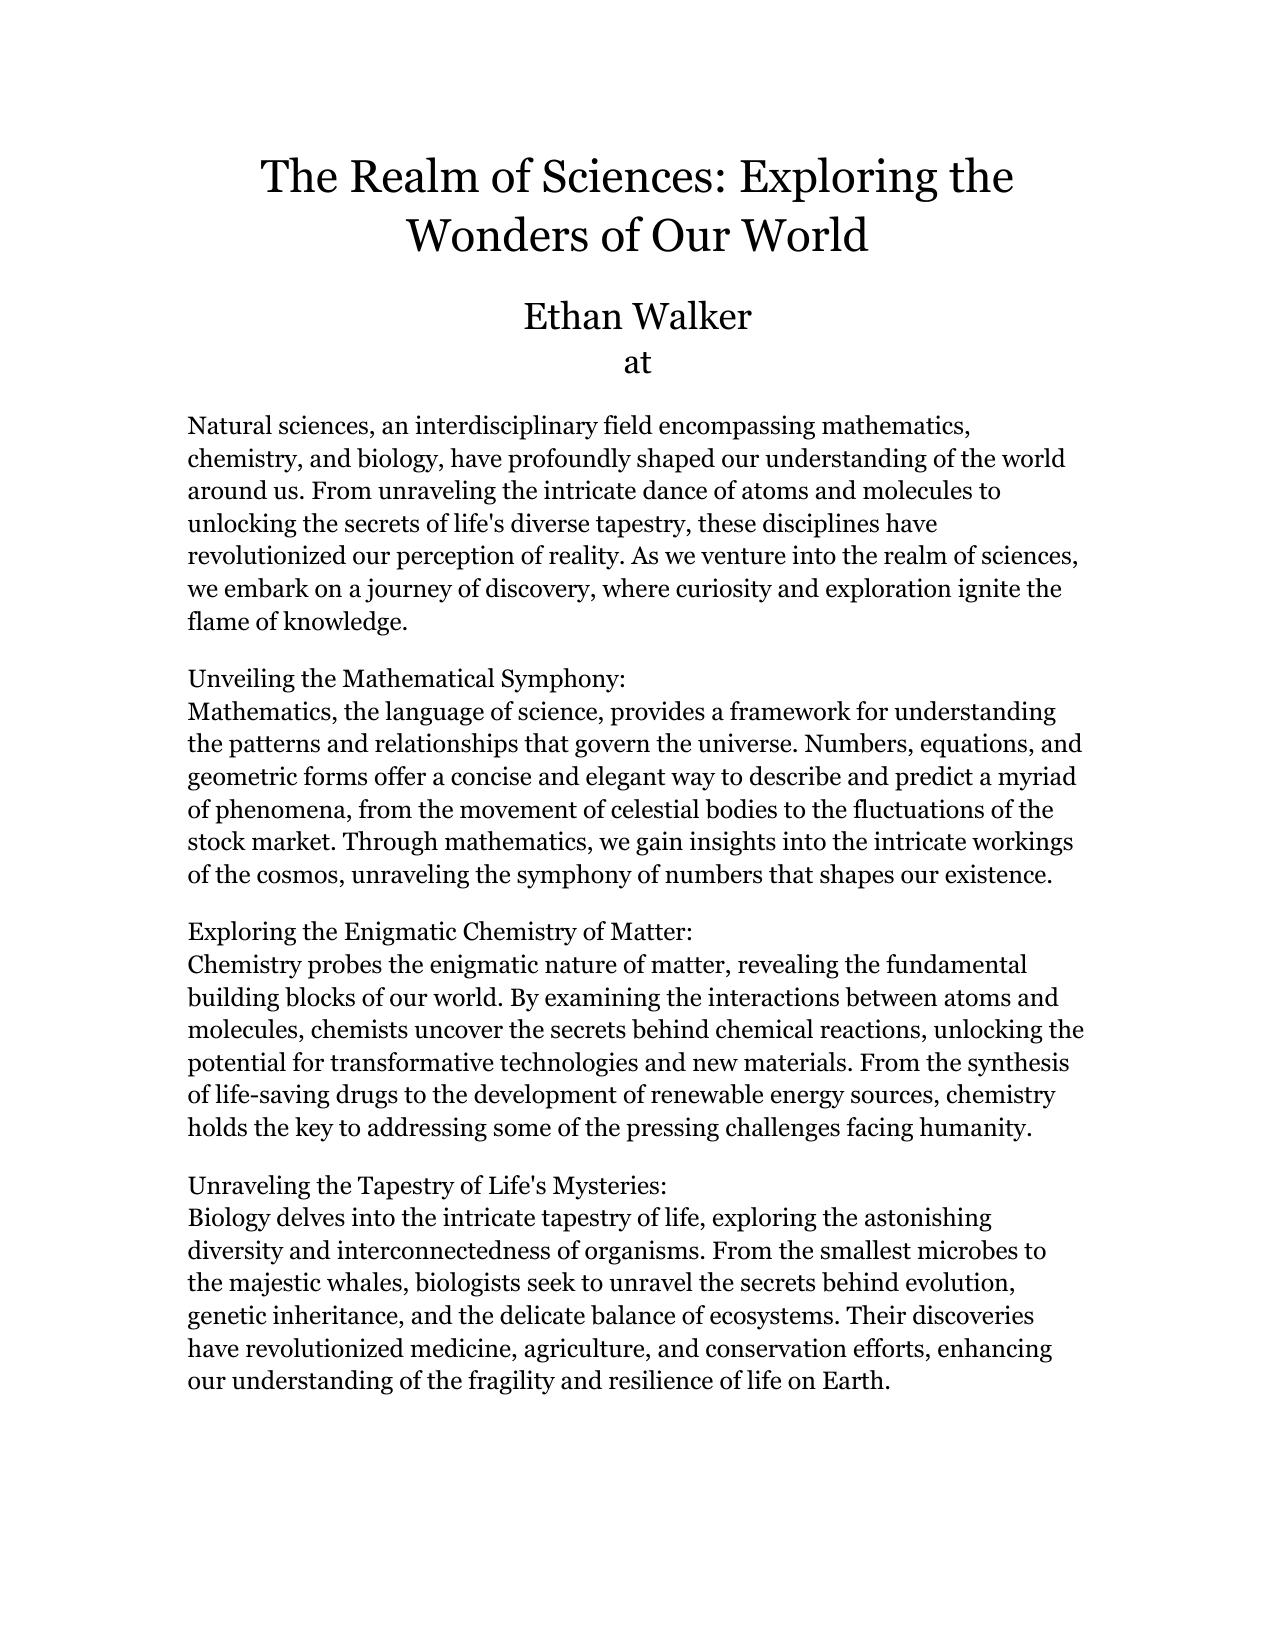 The Realm of Sciences: Exploring the
Wonders of Our World
Ethan Walker
at
Natural sciences, an interdisciplinary field encompassing mathematics,
chemistry, and biology, have profoundly shaped our understanding of the world
around us. From unraveling the intricate dance of atoms and molecules to
unlocking the secrets of life's diverse tapestry, these disciplines have
revolutionized our perception of reality. As we venture into the realm of sciences,
we embark on a journey of discovery, where curiosity and exploration ignite the
flame of knowledge.
Unveiling the Mathematical Symphony:
Mathematics, the language of science, provides a framework for understanding
the patterns and relationships that govern the universe. Numbers, equations, and
geometric forms offer a concise and elegant way to describe and predict a myriad
of phenomena, from the movement of celestial bodies to the fluctuations of the
stock market. Through mathematics, we gain insights into the intricate workings
of the cosmos, unraveling the symphony of numbers that shapes our existence.
Exploring the Enigmatic Chemistry of Matter:
Chemistry probes the enigmatic nature of matter, revealing the fundamental
building blocks of our world. By examining the interactions between atoms and
molecules, chemists uncover the secrets behind chemical reactions, unlocking the
potential for transformative technologies and new materials. From the synthesis
of life-saving drugs to the development of renewable energy sources, chemistry
holds the key to addressing some of the pressing challenges facing humanity.
Unraveling the Tapestry of Life's Mysteries:
Biology delves into the intricate tapestry of life, exploring the astonishing
diversity and interconnectedness of organisms. From the smallest microbes to
the majestic whales, biologists seek to unravel the secrets behind evolution,
genetic inheritance, and the delicate balance of ecosystems. Their discoveries
have revolutionized medicine, agriculture, and conservation efforts, enhancing
our understanding of the fragility and resilience of life on Earth.